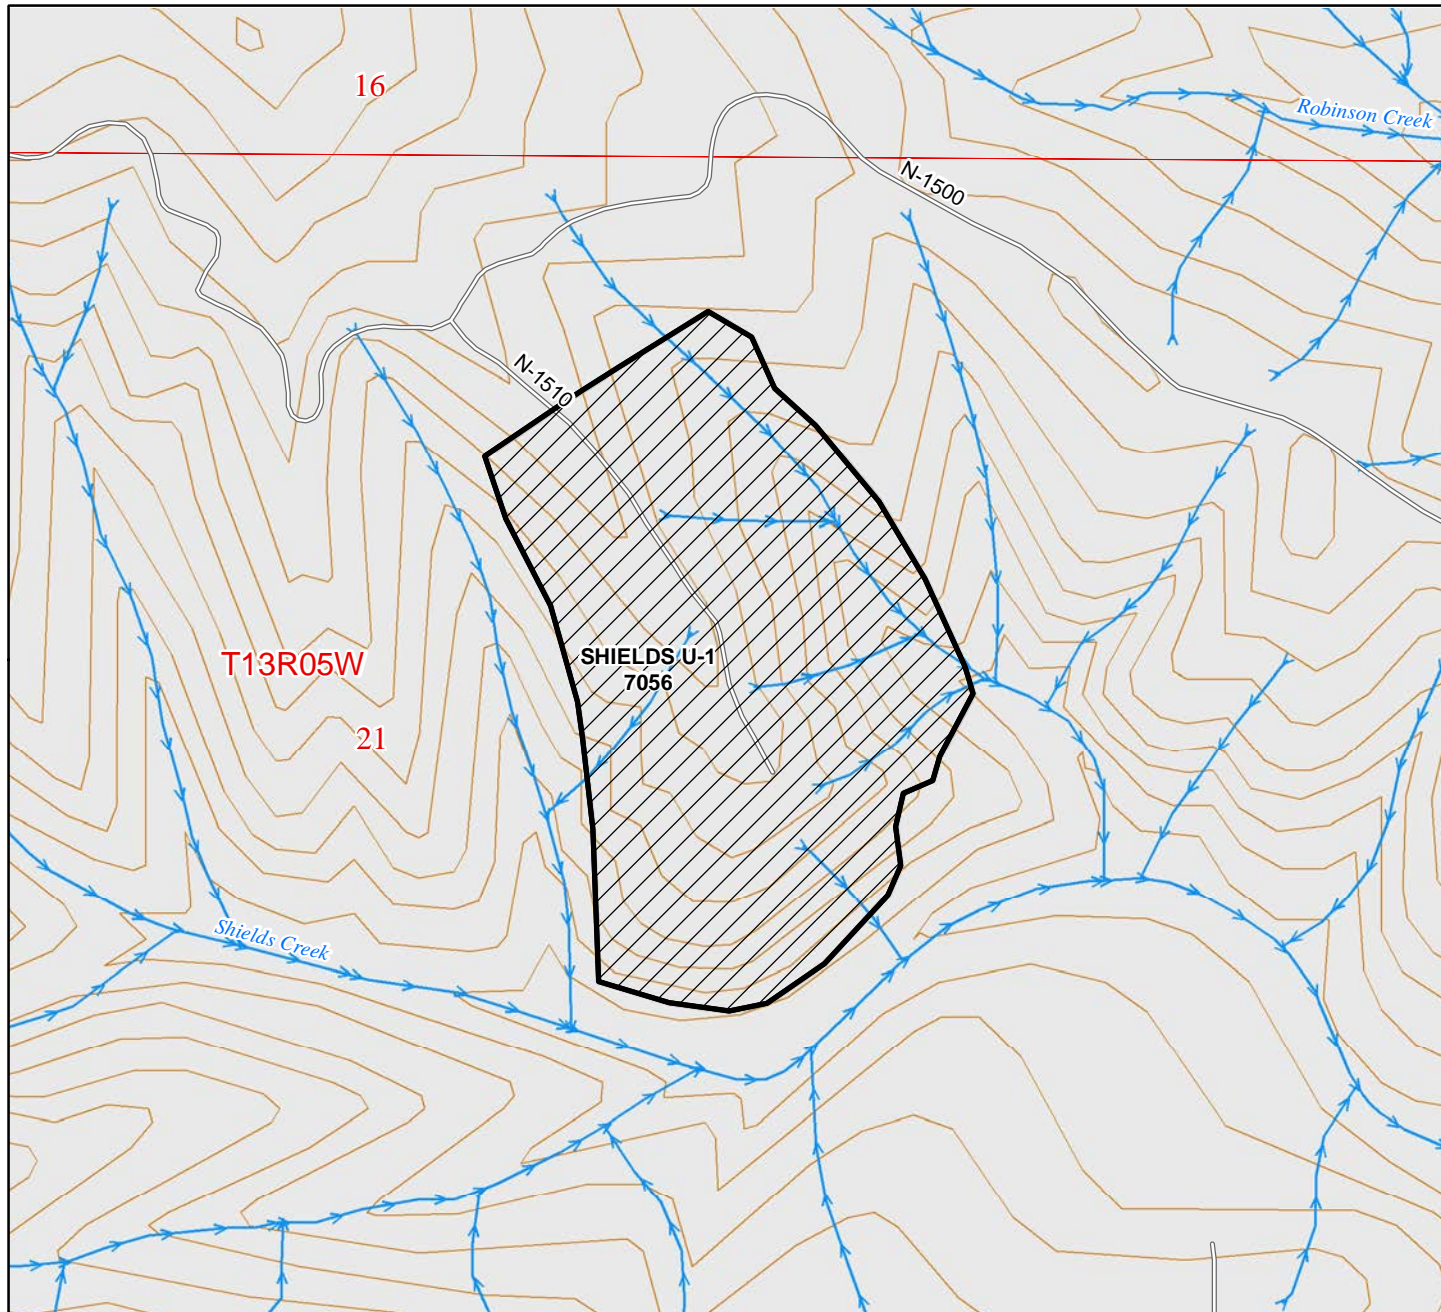 16
Robinson Creek
N-1500
N-1510
SHIELDS U-1
7056
T13R05W
21
Shields Creek